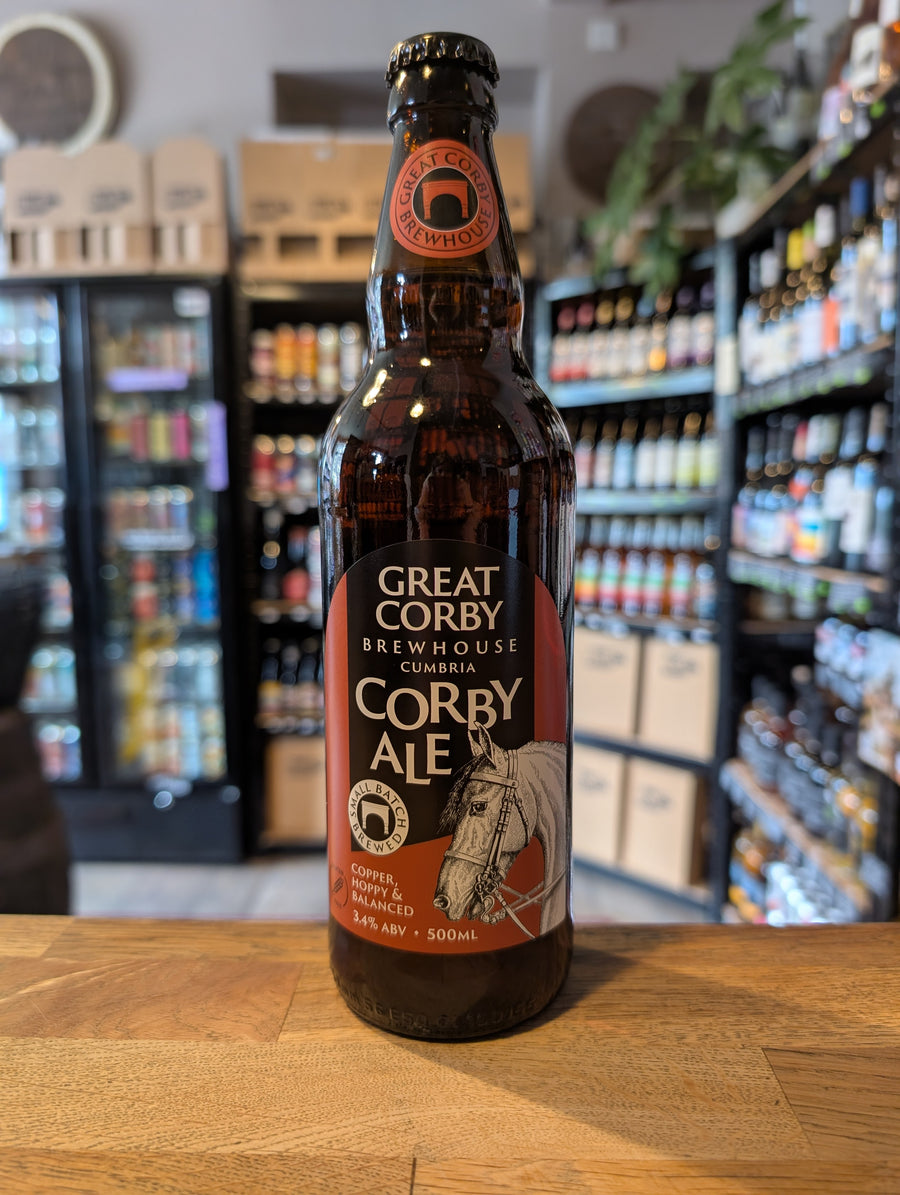 GREAT CORBY
BREWHOUSE
GREAT
CORBY
BREWHOUSE
CUMBRIA
CORBY
ALE
SMALL BATCH
BREWED
COPPER,
HOPPY &
BALANCED
3.4% ABV • 500ML